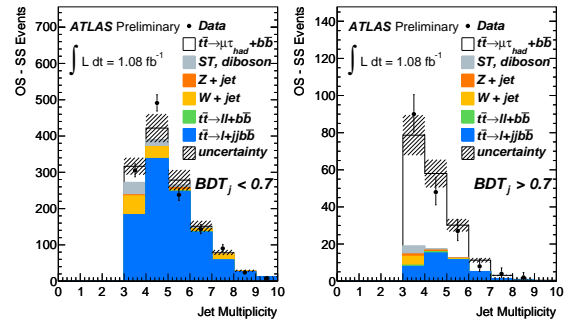 OS - SS Events
700
600
500
400
300
200
100
0
ATLAS Preliminary
∫ L dt = 1.08 fb⁻¹
Data
tt̄→μτ_had+bb̄
ST, diboson
Z + jet
W + jet
tt̄→ll+bb̄
tt̄→l+jjbb̄
uncertainty
BDT_j < 0.7
0 1 2 3 4 5 6 7 8 9 10
Jet Multiplicity
OS - SS Events
140
120
100
80
60
40
20
0
ATLAS Preliminary
∫ L dt = 1.08 fb⁻¹
Data
tt̄→μτ_had+bb̄
ST, diboson
Z + jet
W + jet
tt̄→ll+bb̄
tt̄→l+jjbb̄
uncertainty
BDT_j > 0.7
0 1 2 3 4 5 6 7 8 9 10
Jet Multiplicity